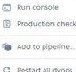 Run console
Production check
Add to pipeline...
Restart all dynos